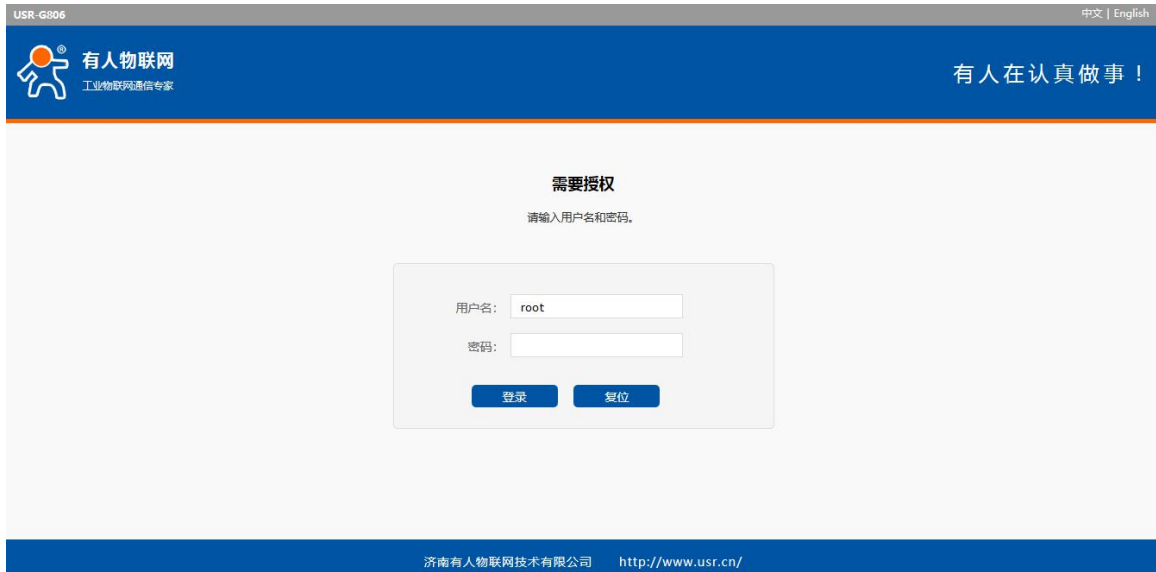 USR-G806 中文 | English
®
有人物联网
工业物联网通信专家
有人在认真做事！
需要授权
请输入用户名和密码。
用户名： root
密码：
登录 复位
济南有人物联网技术有限公司 http://www.usr.cn/